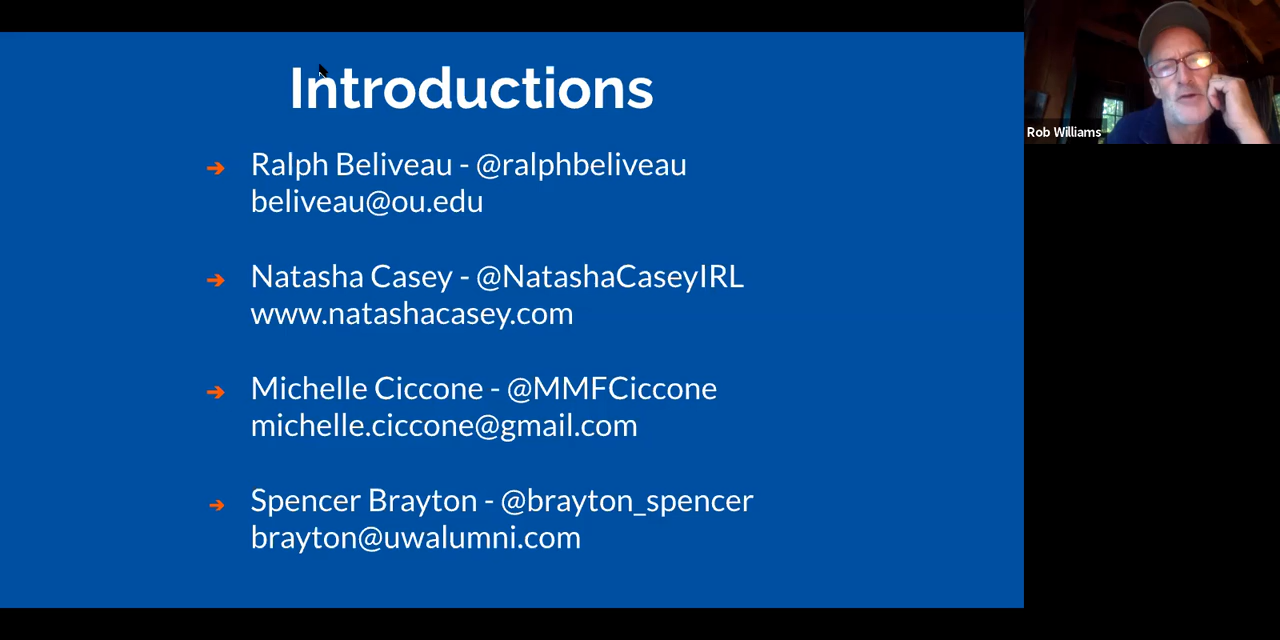 Introductions
➔ Ralph Beliveau - @ralphbeliveau
beliveau@ou.edu
➔ Natasha Casey - @NatashaCaseyIRL
www.natashacasey.com
➔ Michelle Ciccone - @MMFCiccone
michelle.ciccone@gmail.com
➔ Spencer Brayton - @brayton_spencer
brayton@uwalumni.com
Rob Williams